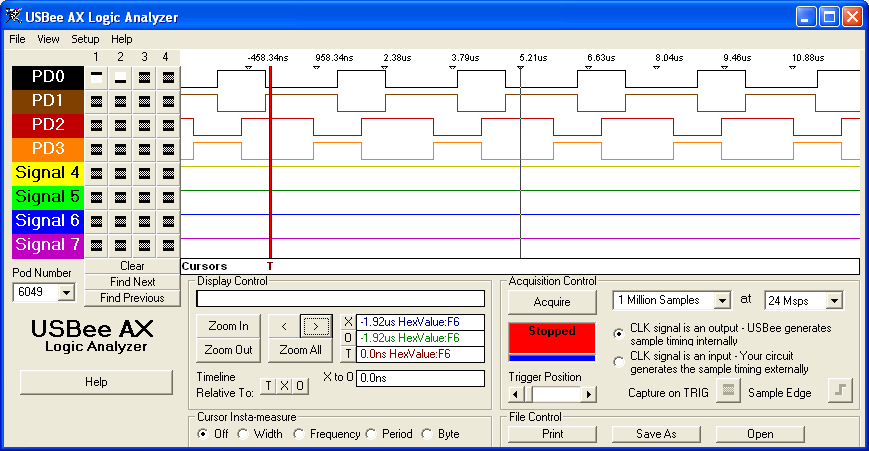 USBee AX Logic Analyzer
File View Setup Help
1 2 3 4
-458.34ns 958.34ns 2.38us 3.79us 5.21us 6.63us 8.04us 9.46us 10.88us
PD0
PD1
PD2
PD3
Signal 4
Signal 5
Signal 6
Signal 7
Cursors T
Pod Number
6049
Clear
Find Next
Find Previous
USBee AX
Logic Analyzer
Help
Display Control
Zoom In < >
Zoom Out Zoom All
X -1.92us HexValue:F6
O -1.92us HexValue:F6
T 0.0ns HexValue:F6
Timeline
Relative To: T X O
X to O 0.0ns
Cursor Insta-measure
Off Width Frequency Period Byte
Acquisition Control
Acquire 1 Million Samples at 24 Msps
Stopped
CLK signal is an output - USBee generates
sample timing internally
CLK signal is an input - Your circuit
generates the sample timing externally
Trigger Position
Capture on TRIG Sample Edge
File Control
Print Save As Open